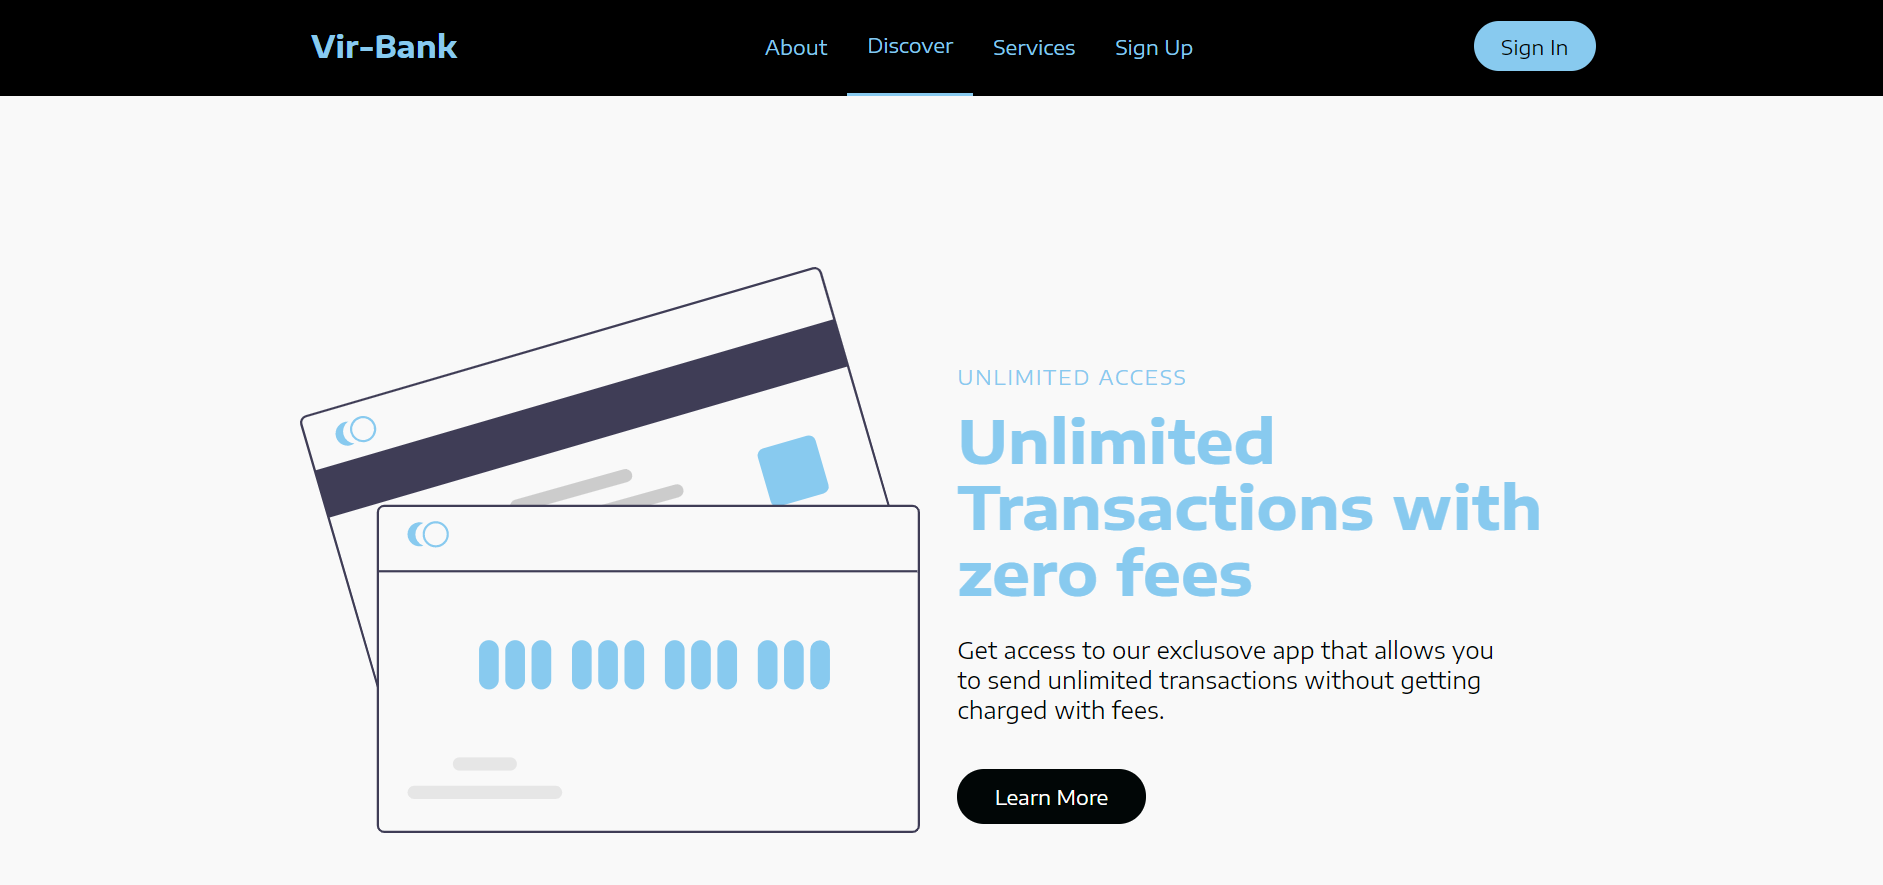 Vir-Bank
About
Discover
Services
Sign Up
Sign In
UNLIMITED ACCESS
Unlimited
Transactions with
zero fees
Get access to our exclusove app that allows you
to send unlimited transactions without getting
charged with fees.
Learn More